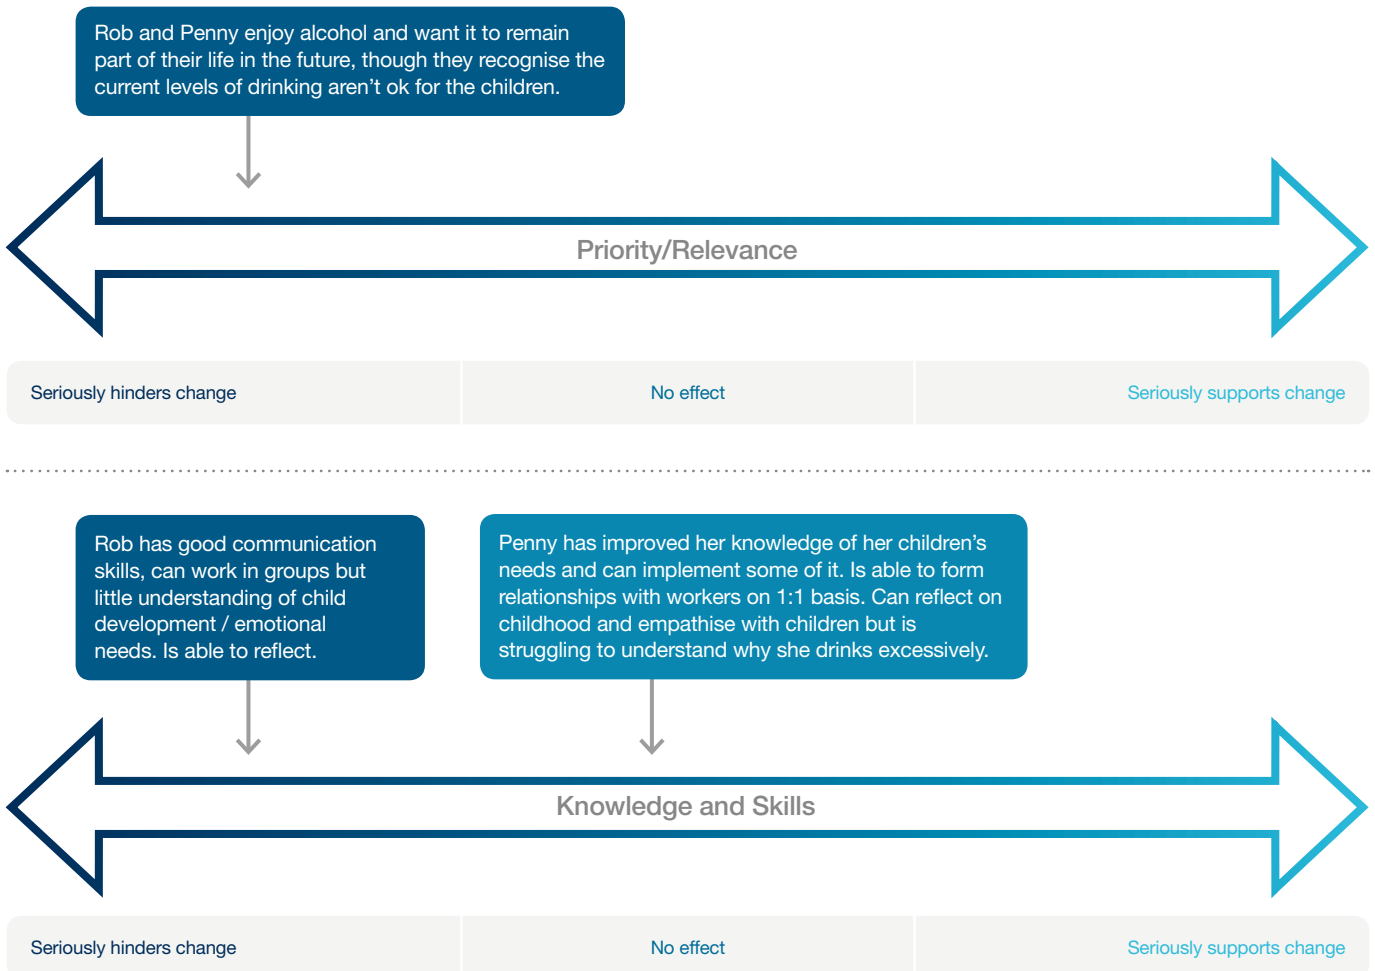 Rob and Penny enjoy alcohol and want it to remain
part of their life in the future, though they recognise the
current levels of drinking aren’t ok for the children.
Priority/Relevance
Seriously hinders change
No effect
Seriously supports change
Rob has good communication
skills, can work in groups but
little understanding of child
development / emotional
needs. Is able to reflect.
Penny has improved her knowledge of her children’s
needs and can implement some of it. Is able to form
relationships with workers on 1:1 basis. Can reflect on
childhood and empathise with children but is
struggling to understand why she drinks excessively.
Knowledge and Skills
Seriously hinders change
No effect
Seriously supports change